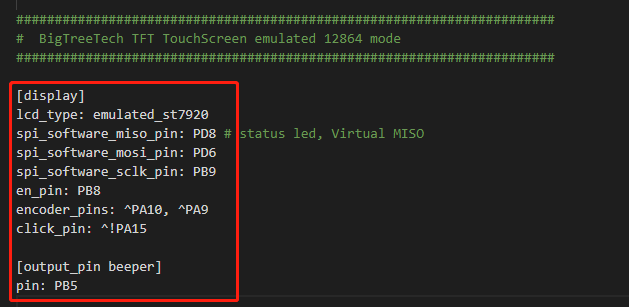 ########################################################################
#  BigTreeTech TFT TouchScreen emulated 12864 mode
########################################################################
[display]
lcd_type: emulated_st7920
spi_software_miso_pin: PD8 # status led, Virtual MISO
spi_software_mosi_pin: PD6
spi_software_sclk_pin: PB9
en_pin: PB8
encoder_pins: ^PA10, ^PA9
click_pin: ^!PA15
[output_pin beeper]
pin: PB5